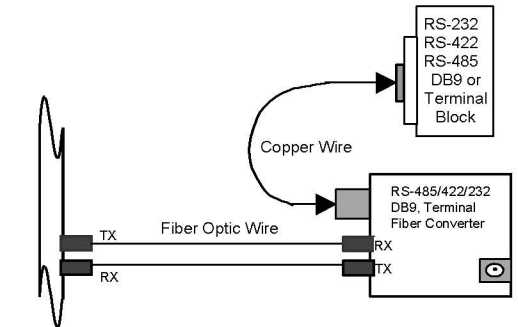 RS-232
RS-422
RS-485
DB9 or
Terminal
Block
Copper Wire
RS-485/422/232
DB9, Terminal
Fiber Converter
TX
Fiber Optic Wire
RX
RX
TX